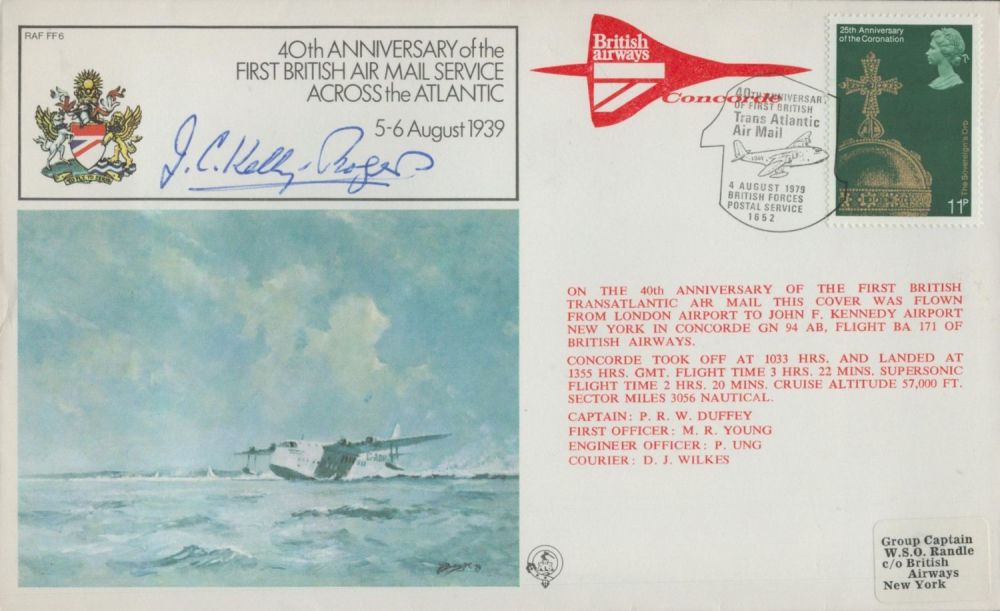 RAF FF6
40th ANNIVERSARY of the
FIRST BRITISH AIR MAIL SERVICE
ACROSS the ATLANTIC
5-6 August 1939
J. C. Kelly-Rogers
British
airways
Concorde
40TH ANNIVERSARY
OF FIRST BRITISH
Trans Atlantic
Air Mail
4 AUGUST 1979
BRITISH FORCES
POSTAL SERVICE
1652
25th Anniversary
of the Coronation
The Sovereign's Orb
11P
ON THE 40th ANNIVERSARY OF THE FIRST BRITISH
TRANSATLANTIC AIR MAIL THIS COVER WAS FLOWN
FROM LONDON AIRPORT TO JOHN F. KENNEDY AIRPORT
NEW YORK IN CONCORDE GN 94 AB, FLIGHT BA 171 OF
BRITISH AIRWAYS.
CONCORDE TOOK OFF AT 1033 HRS. AND LANDED AT
1355 HRS. GMT. FLIGHT TIME 3 HRS. 22 MINS. SUPERSONIC
FLIGHT TIME 2 HRS. 20 MINS. CRUISE ALTITUDE 57,000 FT.
SECTOR MILES 3056 NAUTICAL.
CAPTAIN: P. R. W. DUFFEY
FIRST OFFICER: M. R. YOUNG
ENGINEER OFFICER: P. UNG
COURIER: D. J. WILKES
Group Captain
W.S.O. Randle
c/o British
Airways
New York